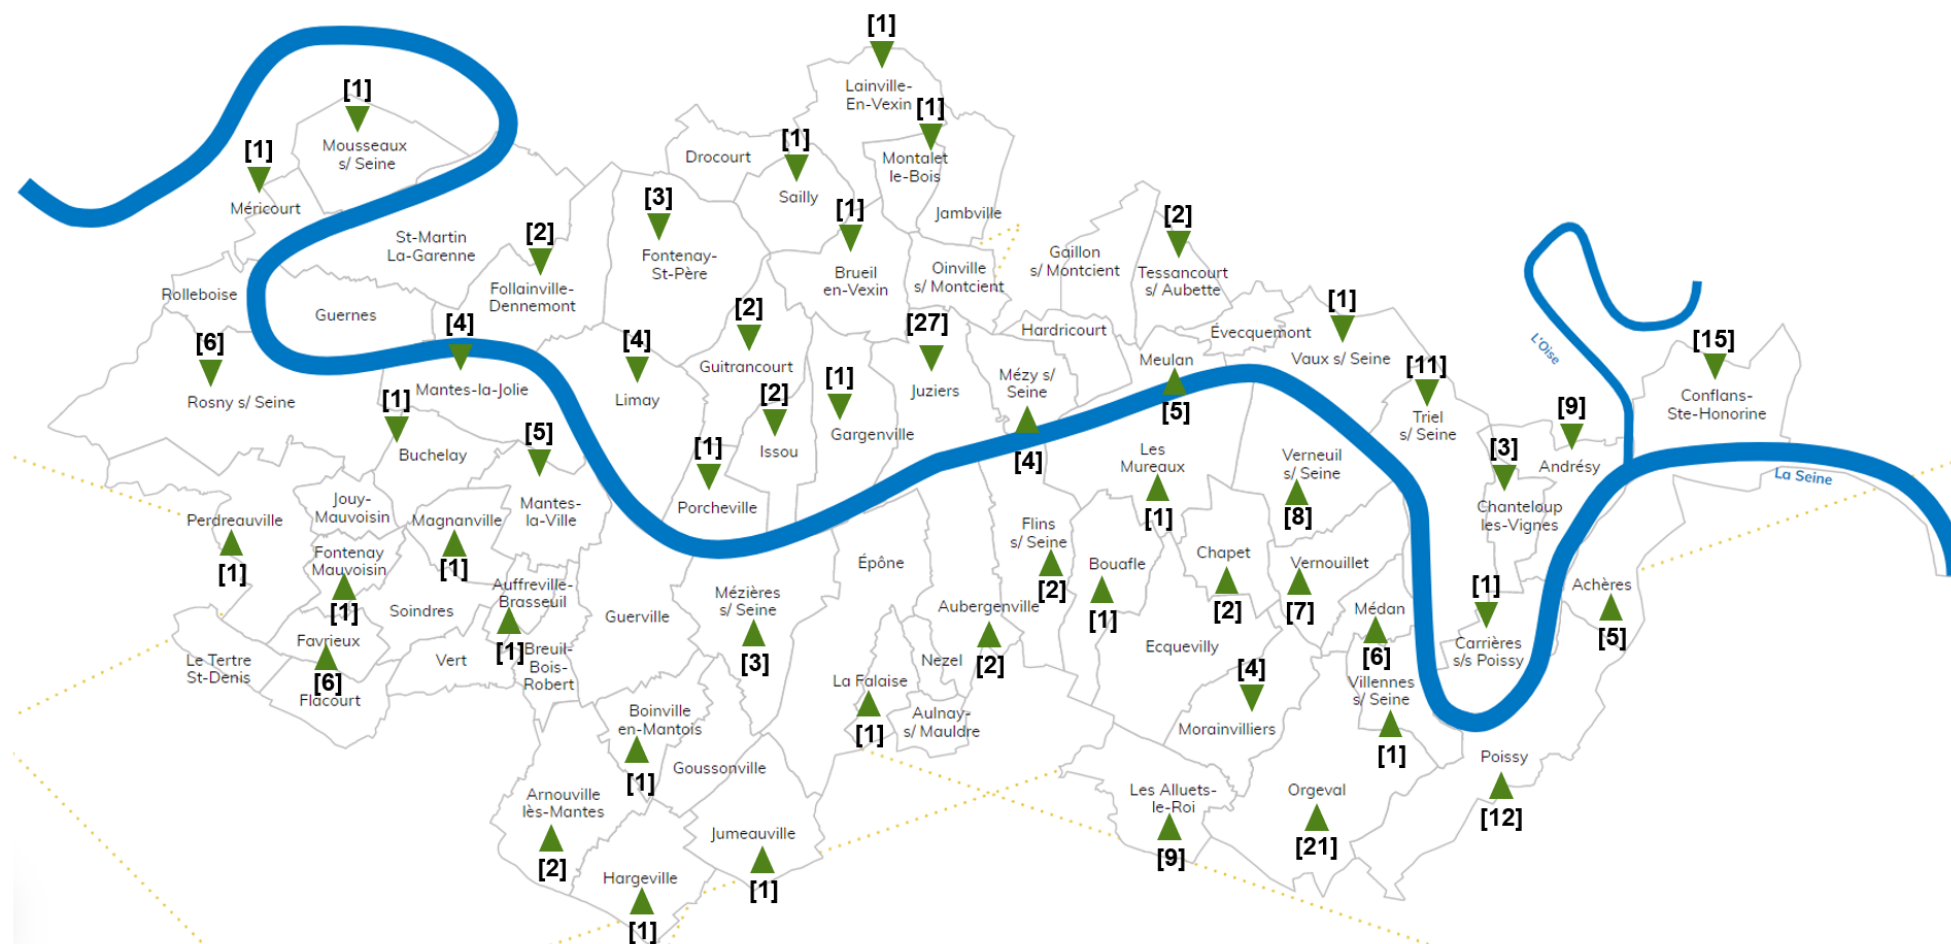 [1]
Lainville-
En-Vexin
[1]
Mousseaux
s/ Seine
[1]
Montalet
le-Bois
[1]
Méricourt
Drocourt
[1]
Sailly
Jambville
St-Martin
La-Garenne
[2]
Follainville-
Dennemont
[3]
Fontenay-
St-Père
[1]
Brueil
en-Vexin
Oinville
s/ Montcient
Gaillon
s/ Montcient
[2]
Tessancourt
s/ Aubette
Rolleboise
Guernes
[6]
Rosny s/ Seine
[4]
Mantes-la-Jolie
[4]
Limay
[2]
Guitrancourt
[27]
Juziers
Hardricourt
Évecquemont
[1]
Vaux s/ Seine
L'Oise
[15]
Conflans-
Ste-Honorine
[1]
Buchelay
[5]
Mantes-
la-Ville
[1]
Porcheville
[2]
Issou
[1]
Gargenville
Mézy s/
Seine
[4]
Meulan
[5]
[11]
Triel
s/ Seine
[9]
Andrésy
[3]
Chanteloup
les-Vignes
La Seine
Les
Mureaux
[1]
Verneuil
s/ Seine
[8]
Perdreauville
[1]
Jouy-
Mauvoisin
Magnanville
[1]
Fontenay
Mauvoisin
[1]
Soindres
Auffreville-
Brasseuil
[1]
Guerville
Mézières
s/ Seine
[3]
Épône
Aubergenville
[2]
Flins
s/ Seine
[2]
Bouafle
[1]
Chapet
[2]
Vernouillet
[7]
Médan
[6]
[1]
Carrières
s/s Poissy
Achères
[5]
Le Tertre
St-Denis
Favrieux
[6]
Flacourt
Vert
Breuil-
Bois-
Robert
Nezel
La Falaise
[1]
Aulnay-
s/ Mauldre
Ecquevilly
[4]
Morainvilliers
Villennes
s/ Seine
[1]
Boinville
en-Mantois
[1]
Goussonville
Poissy
[12]
Arnouville
lès-Mantes
[2]
Jumeauville
[1]
Les Alluets-
le-Roi
[9]
Orgeval
[21]
Hargeville
[1]